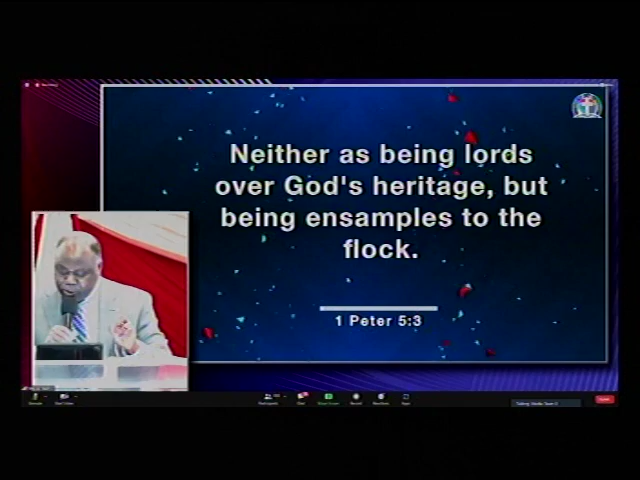 Neither as being lords
over God's heritage, but
being ensamples to the
flock.
1 Peter 5:3